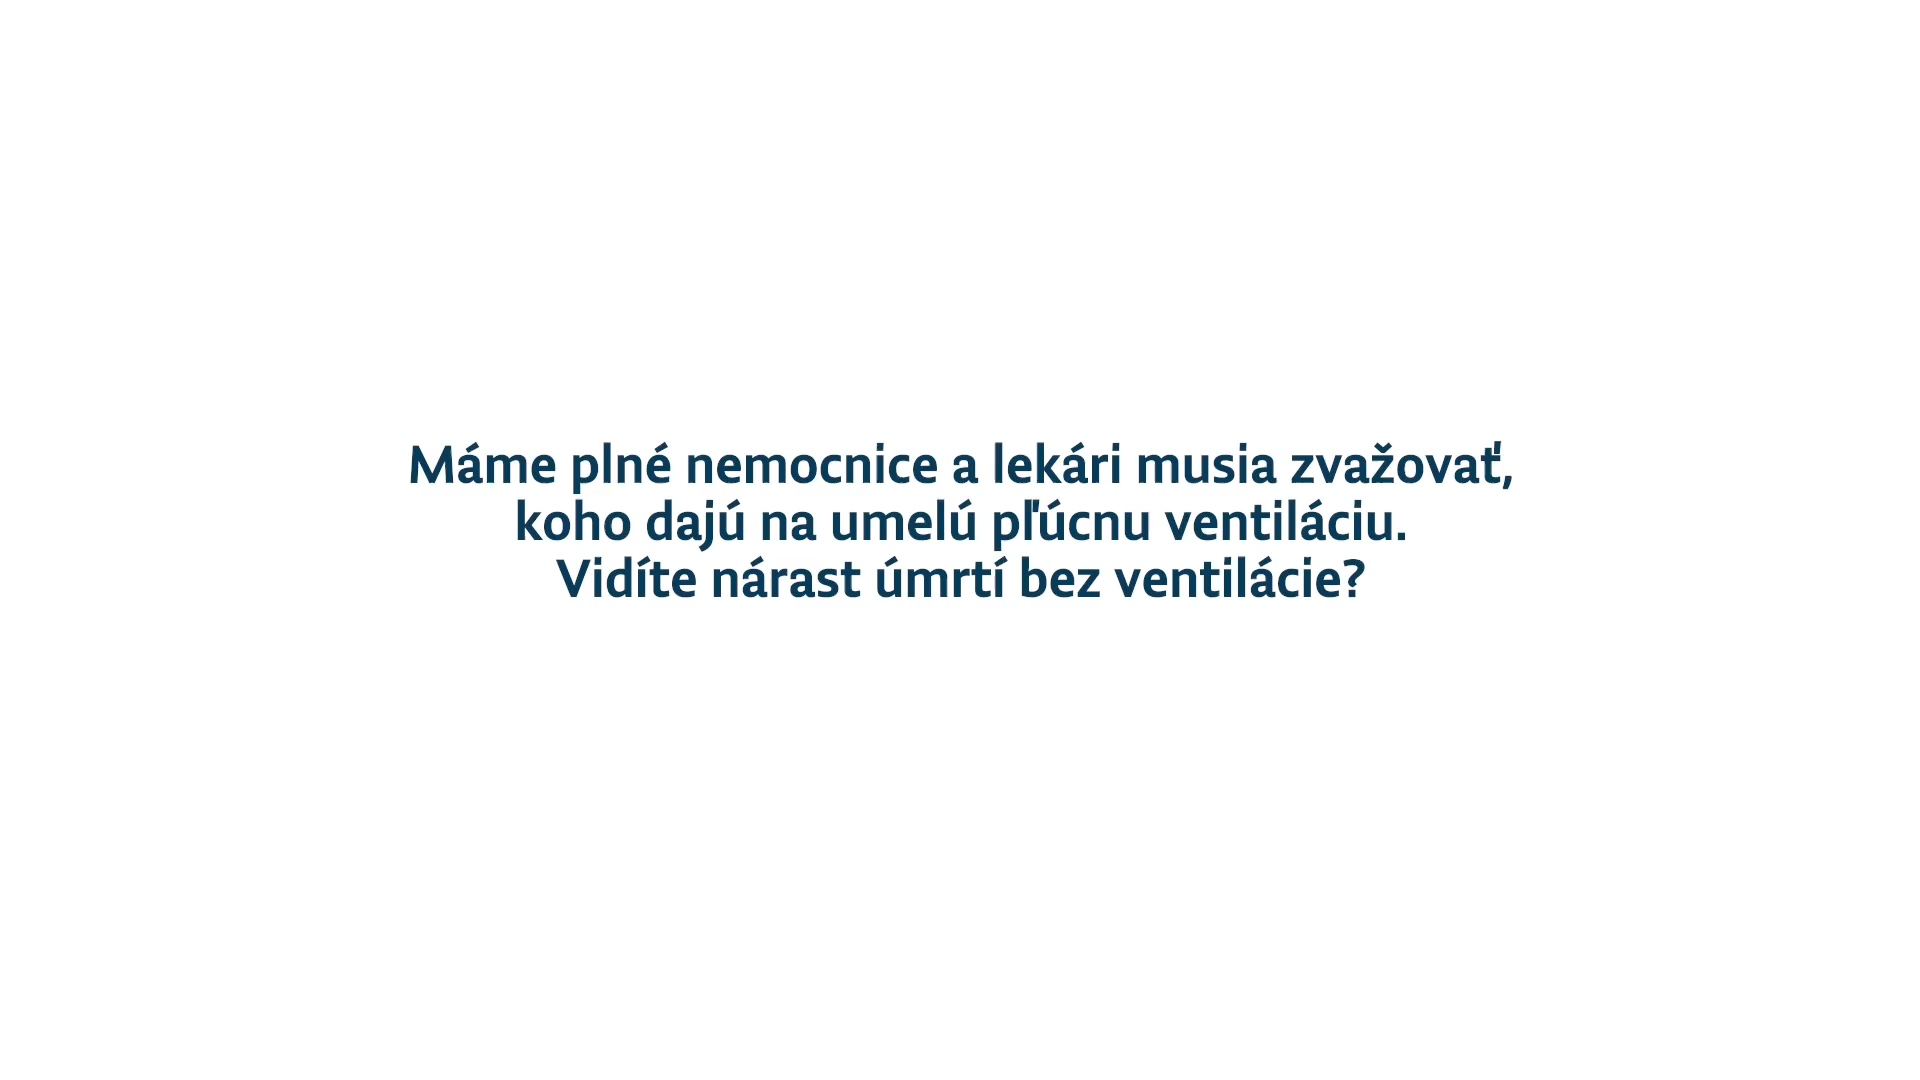 Máme plné nemocnice a lekári musia zvažovať,
koho dajú na umelú pľúcnu ventiláciu.
Vidíte nárast úmrtí bez ventilácie?